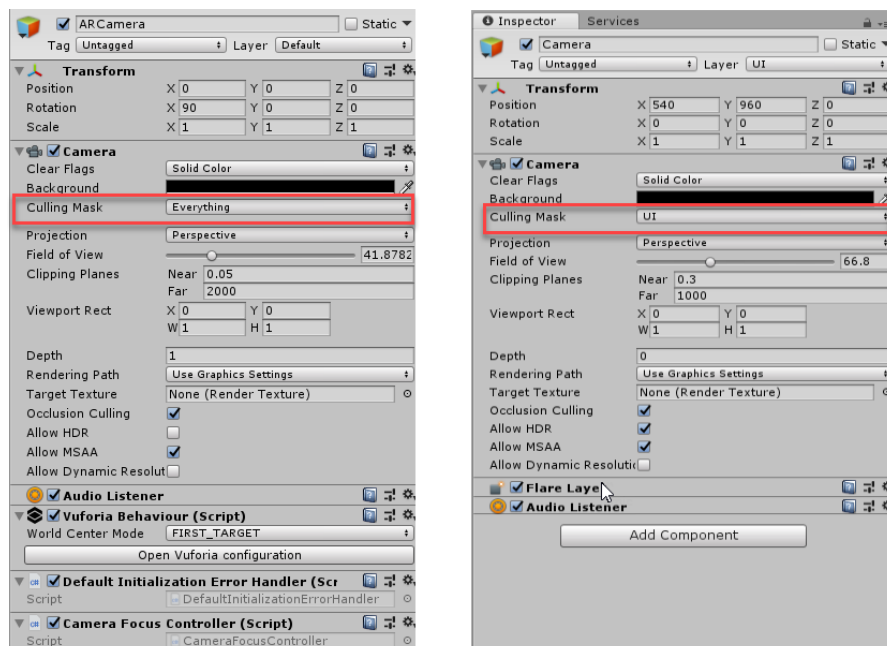 ARCamera
Static
Tag Untagged Layer Default
Transform
Position X 0 Y 0 Z 0
Rotation X 90 Y 0 Z 0
Scale X 1 Y 1 Z 1
Camera
Clear Flags Solid Color
Background
Culling Mask Everything
Projection Perspective
Field of View 41.8782
Clipping Planes Near 0.05
Far 2000
Viewport Rect X 0 Y 0
W 1 H 1
Depth 1
Rendering Path Use Graphics Settings
Target Texture None (Render Texture)
Occlusion Culling
Allow HDR
Allow MSAA
Allow Dynamic Resolut
Audio Listener
Vuforia Behaviour (Script)
World Center Mode FIRST_TARGET
Open Vuforia configuration
Default Initialization Error Handler (Scr
Script DefaultInitializationErrorHandler
Camera Focus Controller (Script)
Script CameraFocusController
Inspector Services
Camera Static
Tag Untagged Layer UI
Transform
Position X 540 Y 960 Z 0
Rotation X 0 Y 0 Z 0
Scale X 1 Y 1 Z 1
Camera
Clear Flags Solid Color
Background
Culling Mask UI
Projection Perspective
Field of View 66.8
Clipping Planes Near 0.3
Far 1000
Viewport Rect X 0 Y 0
W 1 H 1
Depth 0
Rendering Path Use Graphics Settings
Target Texture None (Render Texture)
Occlusion Culling
Allow HDR
Allow MSAA
Allow Dynamic Resoluti
Flare Layer
Audio Listener
Add Component